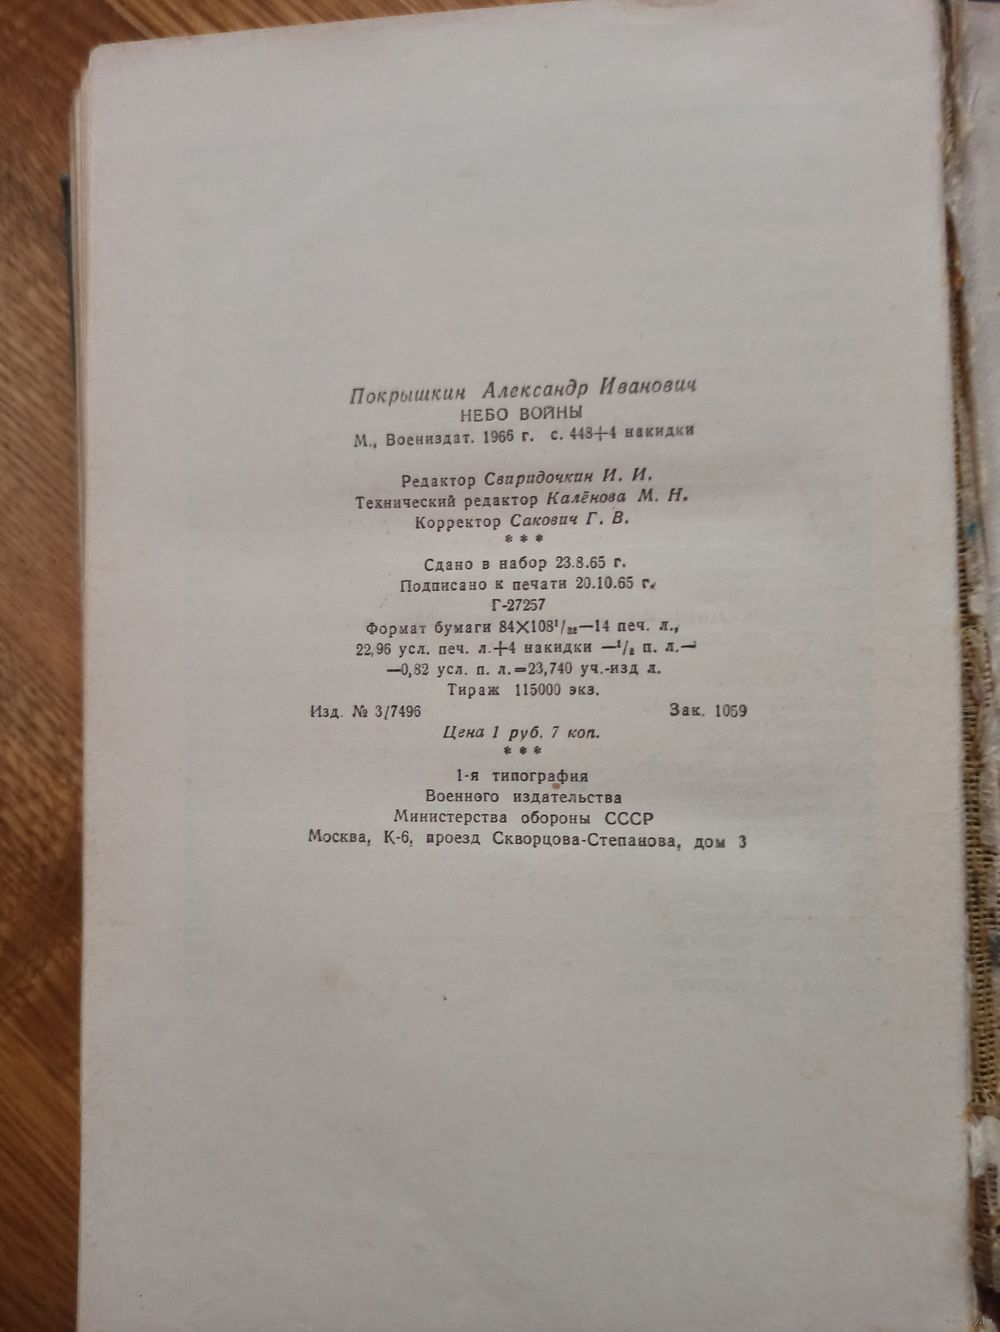 Покрышкин Александр Иванович
НЕБО ВОЙНЫ
М., Воениздат. 1966 г. с. 448+4 накидки
Редактор Свиридочкин И. И.
Технический редактор Калёнова М. Н.
Корректор Сакович Г. В.
* * *
Сдано в набор 23.8.65 г.
Подписано к печати 20.10.65 г.
Г-27257
Формат бумаги 84×108¹/₃₂—14 печ. л.,
22,96 усл. печ. л.+4 накидки —¹/₂ п. л.—
—0,82 усл. п. л.=23,740 уч.-изд л.
Тираж 115000 экз.
Изд. № 3/7496 Зак. 1059
Цена 1 руб. 7 коп.
* * *
1-я типография
Военного издательства
Министерства обороны СССР
Москва, К-6, проезд Скворцова-Степанова, дом 3